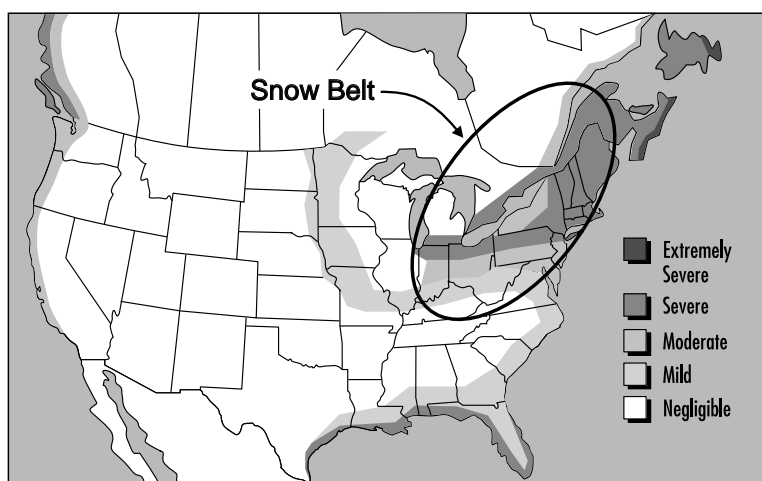 Snow Belt
Extremely
Severe
Severe
Moderate
Mild
Negligible